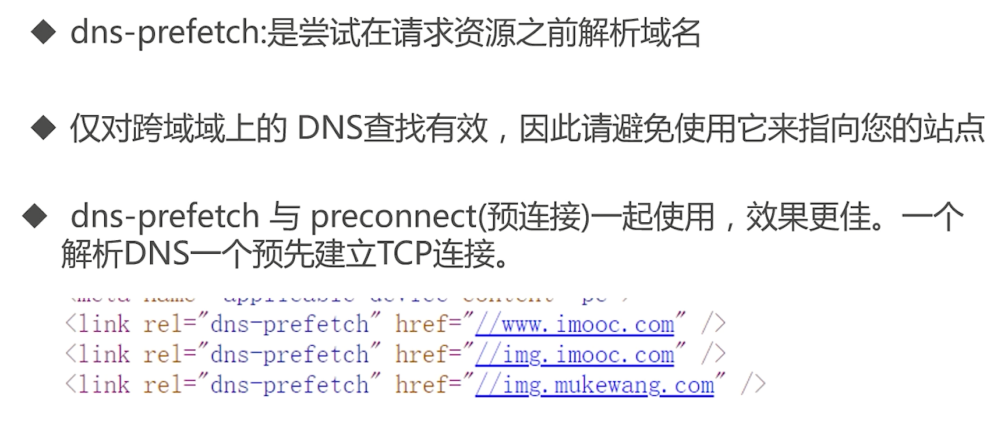 ◆ dns-prefetch:是尝试在请求资源之前解析域名
◆ 仅对跨域域上的 DNS查找有效，因此请避免使用它来指向您的站点
◆ dns-prefetch 与 preconnect(预连接)一起使用，效果更佳。一个
解析DNS一个预先建立TCP连接。
<link rel="dns-prefetch" href="//www.imooc.com" />
<link rel="dns-prefetch" href="//img.imooc.com" />
<link rel="dns-prefetch" href="//img.mukewang.com" />